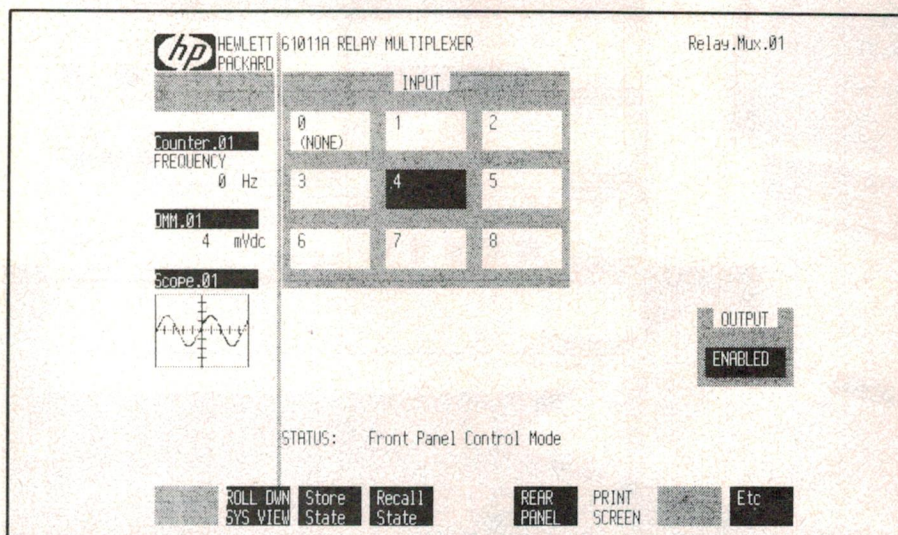 hp HEWLETT PACKARD
61011A RELAY MULTIPLEXER
Relay.Mux.01
INPUT
0 (NONE)
1
2
3
4
5
6
7
8
Counter.01
FREQUENCY
0 Hz
DMM.01
4 mVdc
Scope.01
OUTPUT
ENABLED
STATUS: Front Panel Control Mode
ROLL DWN
SYS VIEW
Store
State
Recall
State
REAR
PANEL
PRINT
SCREEN
Etc